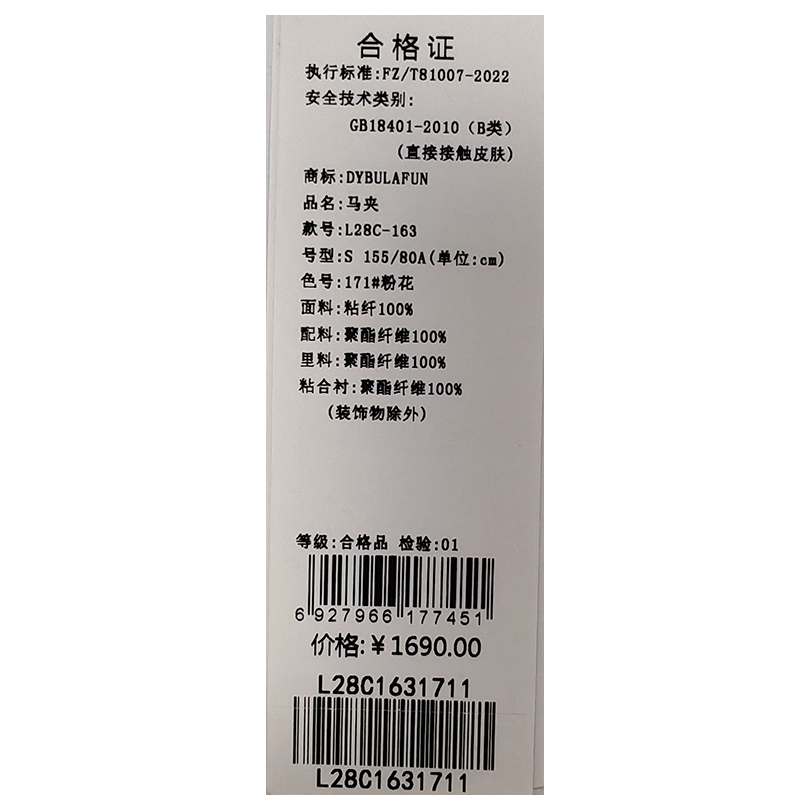 合格证
执行标准:FZ/T81007-2022
安全技术类别:
GB18401-2010（B类）
(直接接触皮肤)
商标:DYBULAFUN
品名:马夹
款号:L28C-163
号型:S 155/80A(单位:cm)
色号:171#粉花
面料:粘纤100%
配料:聚酯纤维100%
里料:聚酯纤维100%
粘合衬:聚酯纤维100%
(装饰物除外)
等级:合格品 检验:01
6 927966 177451
价格:¥1690.00
L28C1631711
L28C1631711